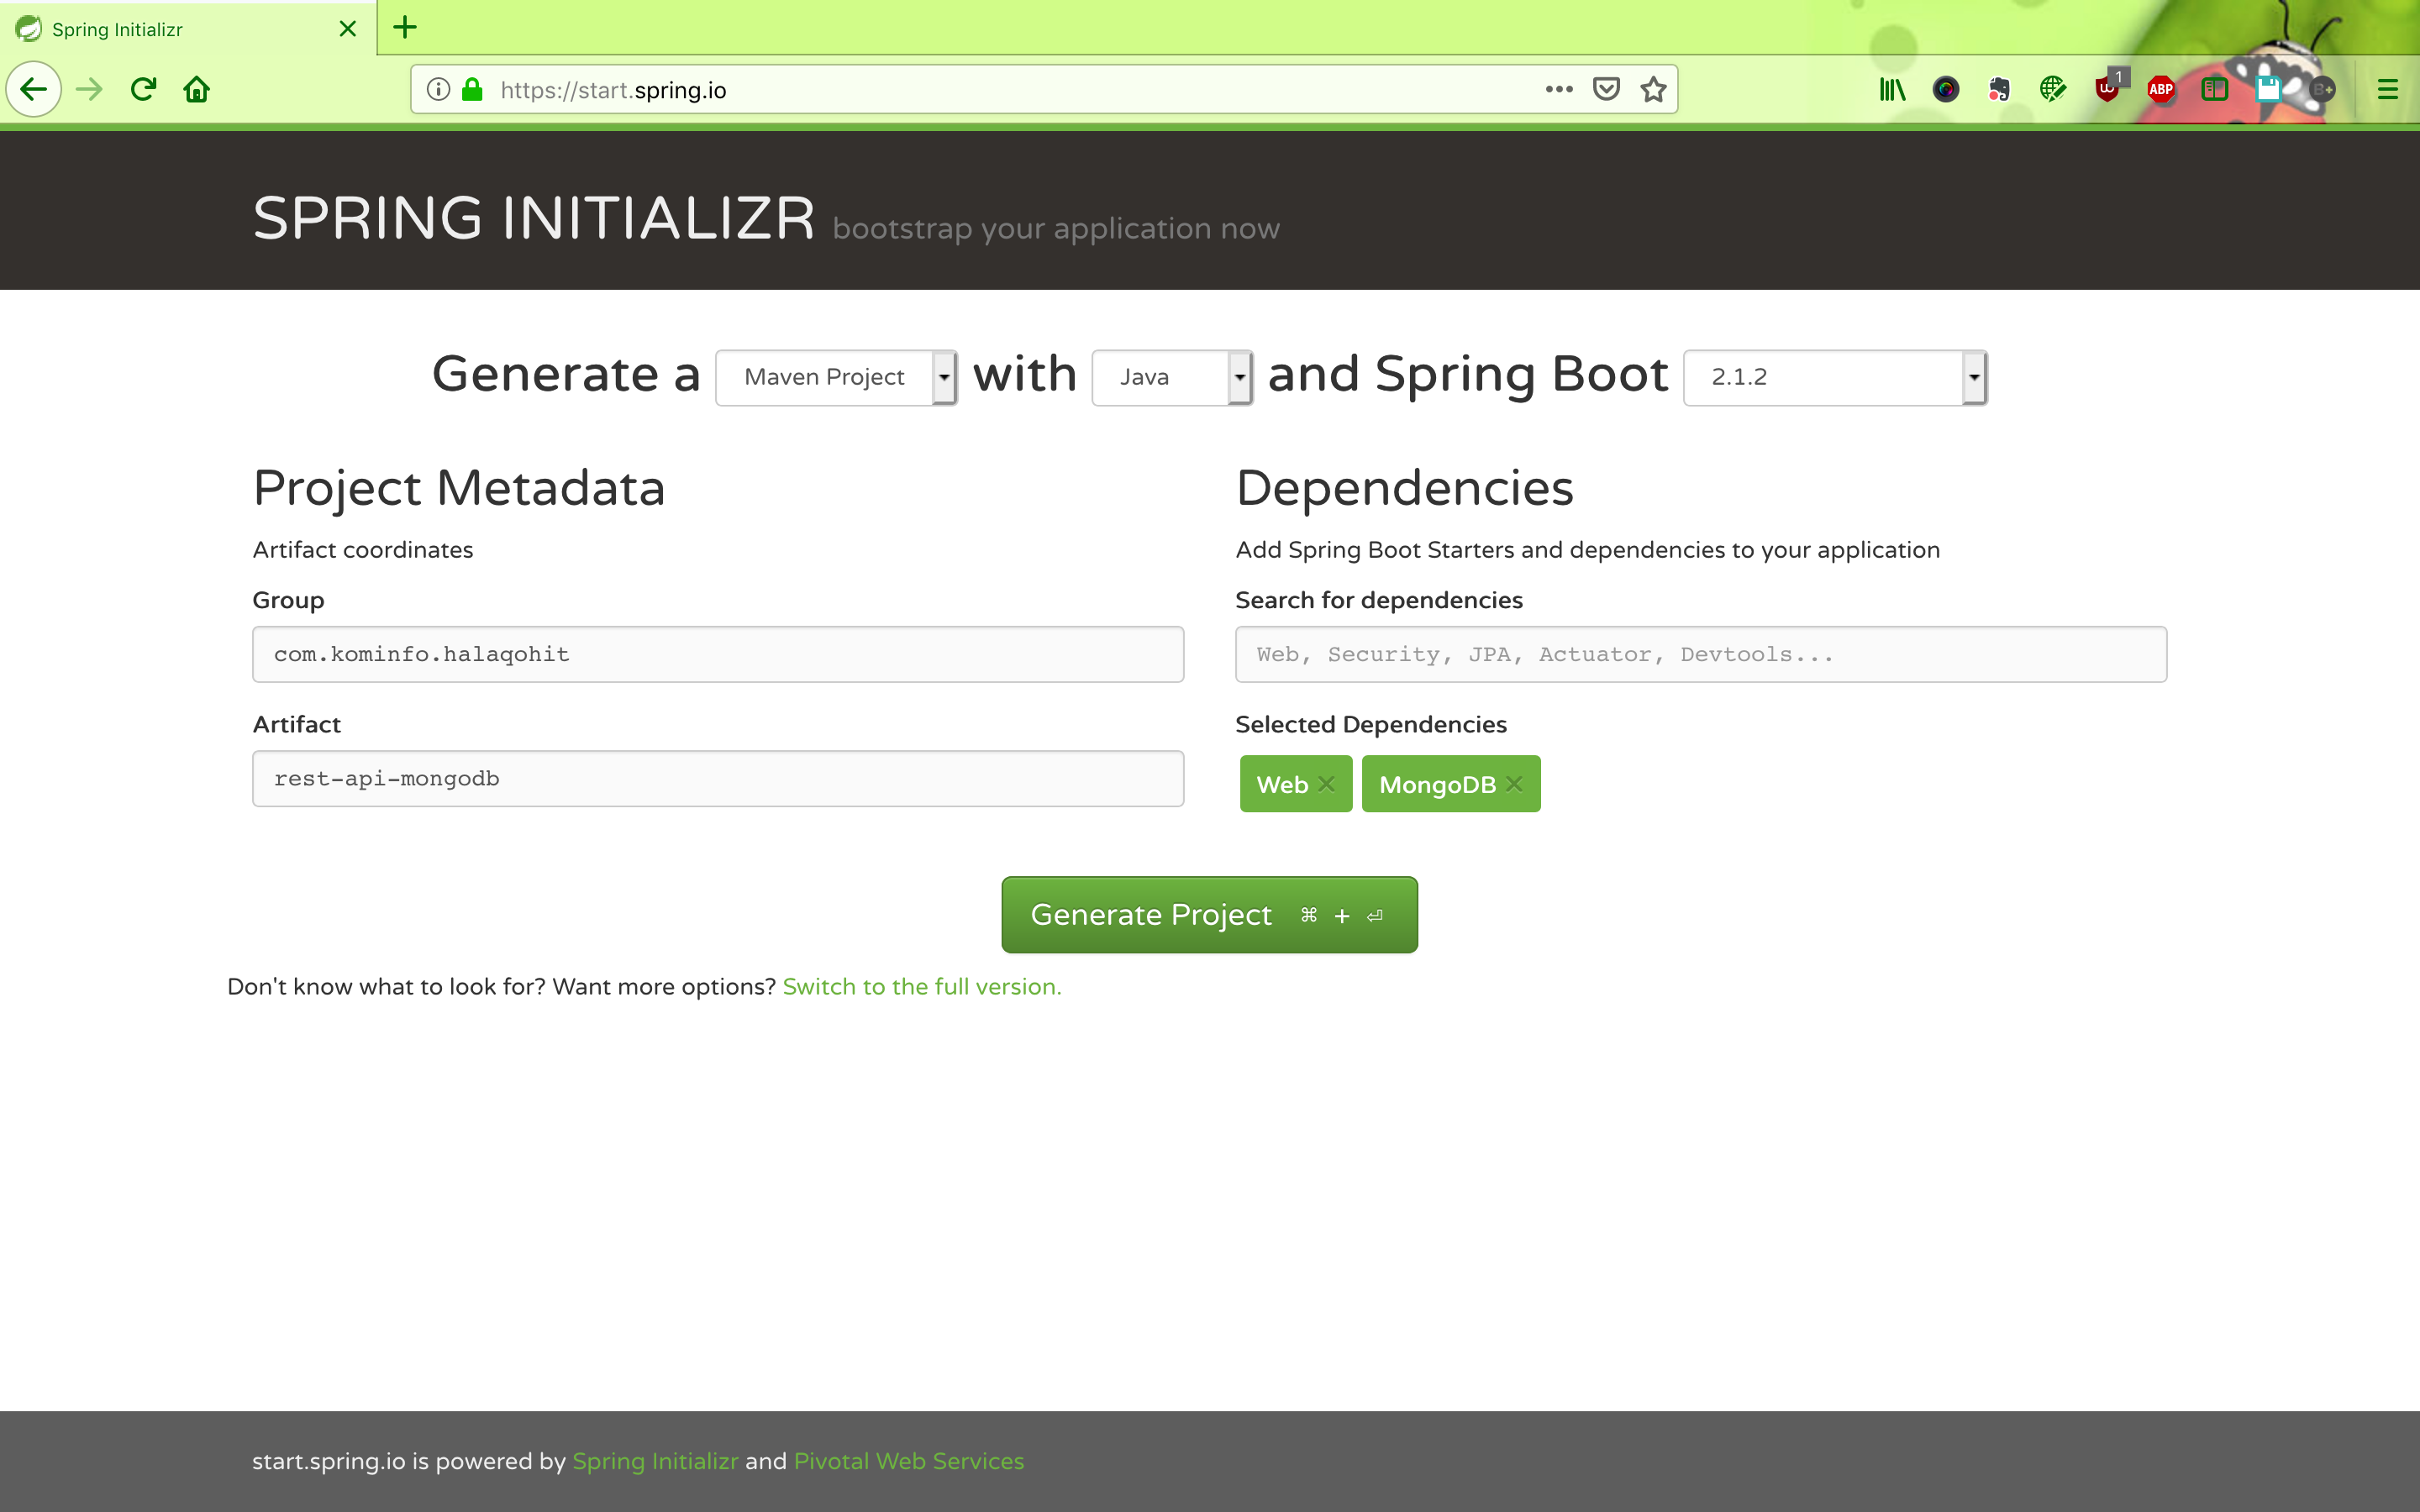 Spring Initializr
https://start.spring.io
1
ABP
B+
SPRING INITIALIZR bootstrap your application now
Generate a Maven Project with Java and Spring Boot 2.1.2
Project Metadata
Artifact coordinates
Group
com.kominfo.halaqohit
Artifact
rest-api-mongodb
Dependencies
Add Spring Boot Starters and dependencies to your application
Search for dependencies
Web, Security, JPA, Actuator, Devtools...
Selected Dependencies
Web MongoDB
Generate Project ⌘ + ⏎
Don't know what to look for? Want more options? Switch to the full version.
start.spring.io is powered by Spring Initializr and Pivotal Web Services